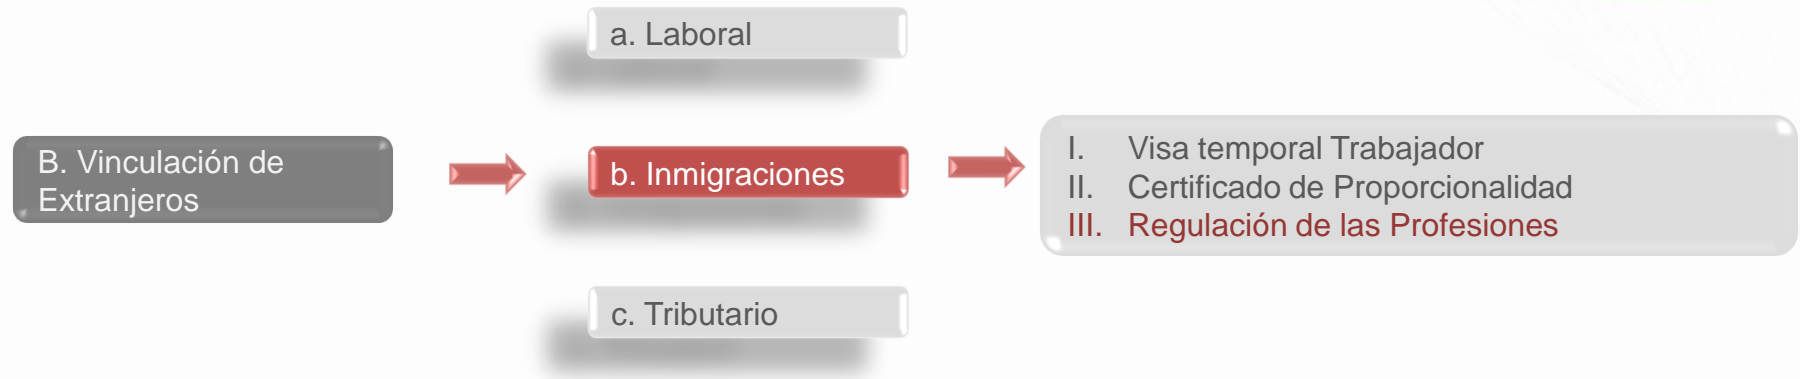 a. Laboral
B. Vinculación de
Extranjeros
b. Inmigraciones
I. Visa temporal Trabajador
II. Certificado de Proporcionalidad
III. Regulación de las Profesiones
c. Tributario